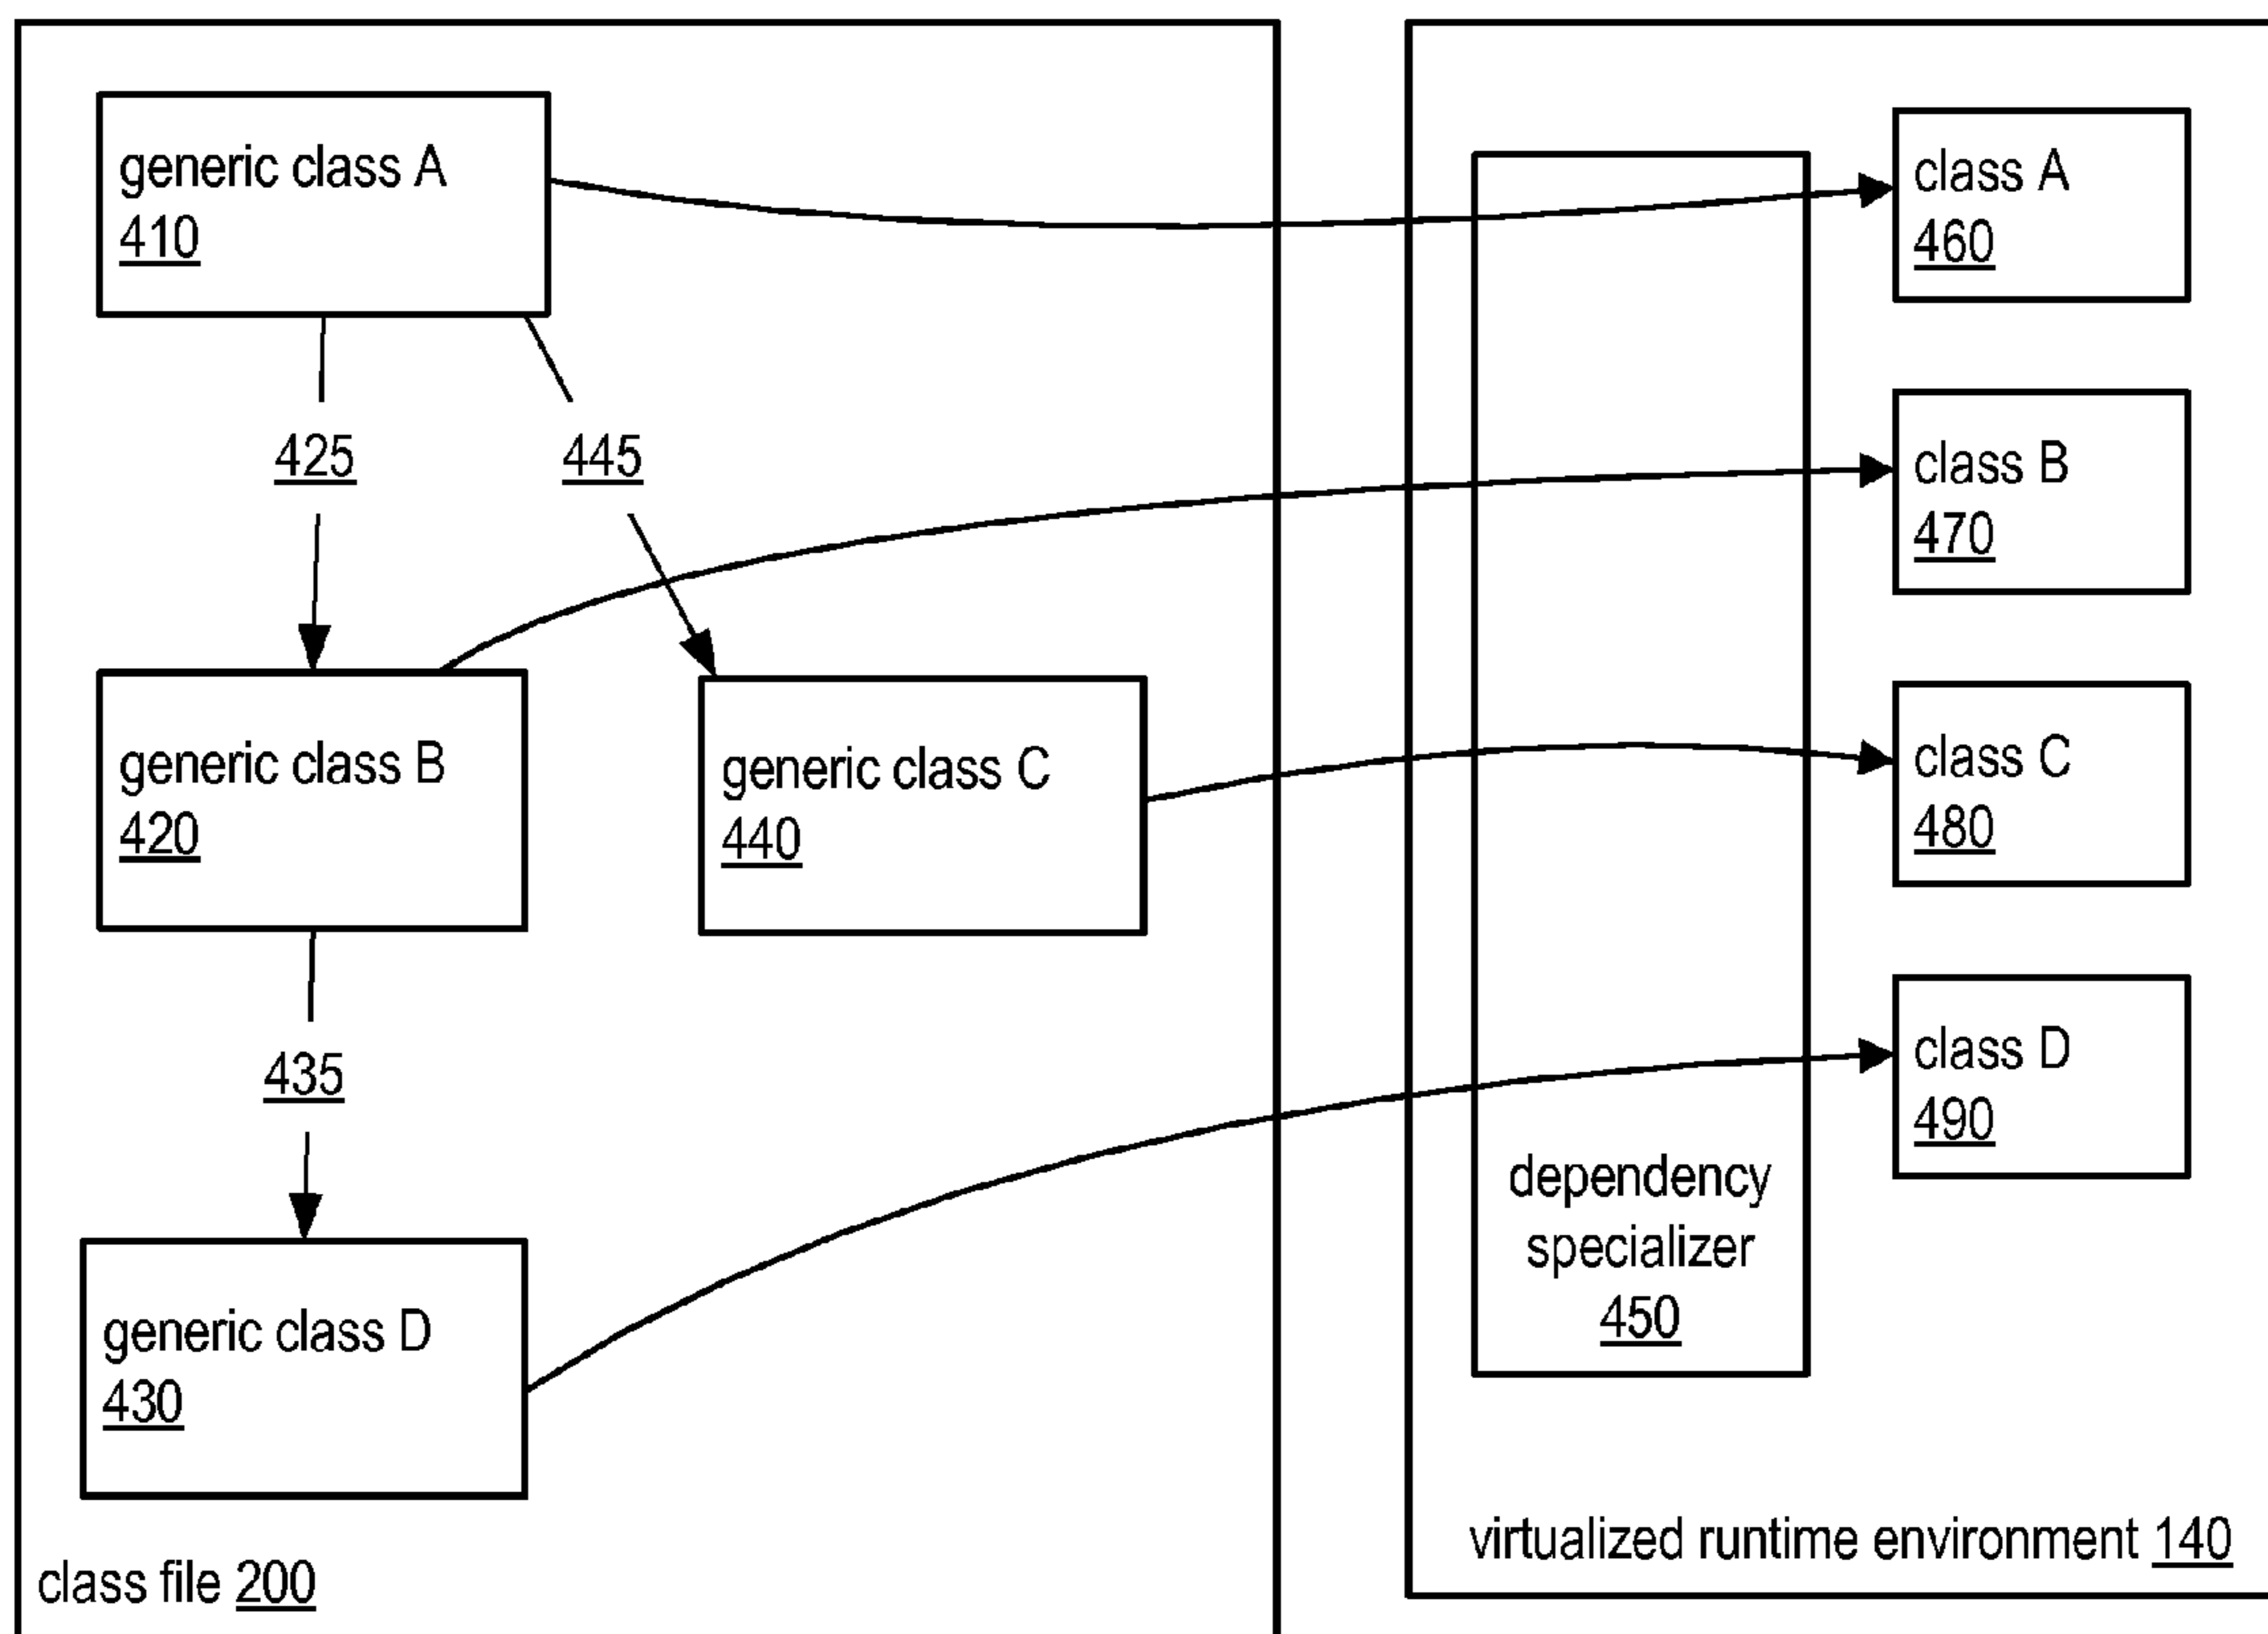 generic class A
410
425
445
generic class B
420
generic class C
440
435
generic class D
430
class file 200
class A
460
class B
470
class C
480
class D
490
dependency
specializer
450
virtualized runtime environment 140